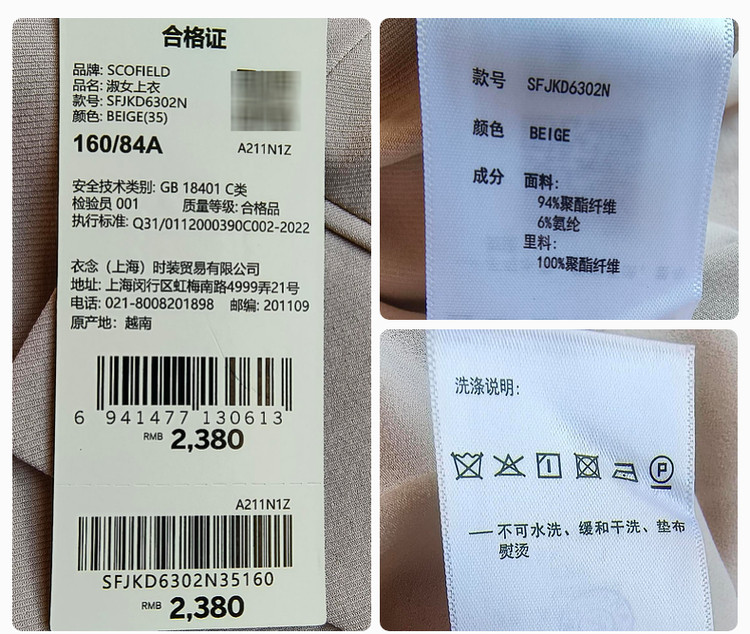 合格证
品牌: SCOFIELD
品名: 淑女上衣
款号: SFJKD6302N
颜色: BEIGE(35)
160/84A
A211N1Z
安全技术类别: GB 18401 C类
检验员 001 质量等级: 合格品
执行标准: Q31/0112000390C002-2022
衣念（上海）时装贸易有限公司
地址: 上海闵行区虹梅南路4999弄21号
电话: 021-8008201898 邮编: 201109
原产地: 越南
6 941477 130613
RMB 2,380
A211N1Z
SFJKD6302N35160
RMB 2,380
款号 SFJKD6302N
颜色 BEIGE
成分 面料:
94%聚酯纤维
6%氨纶
里料:
100%聚酯纤维
洗涤说明:
P
—— 不可水洗、缓和干洗、垫布
熨烫